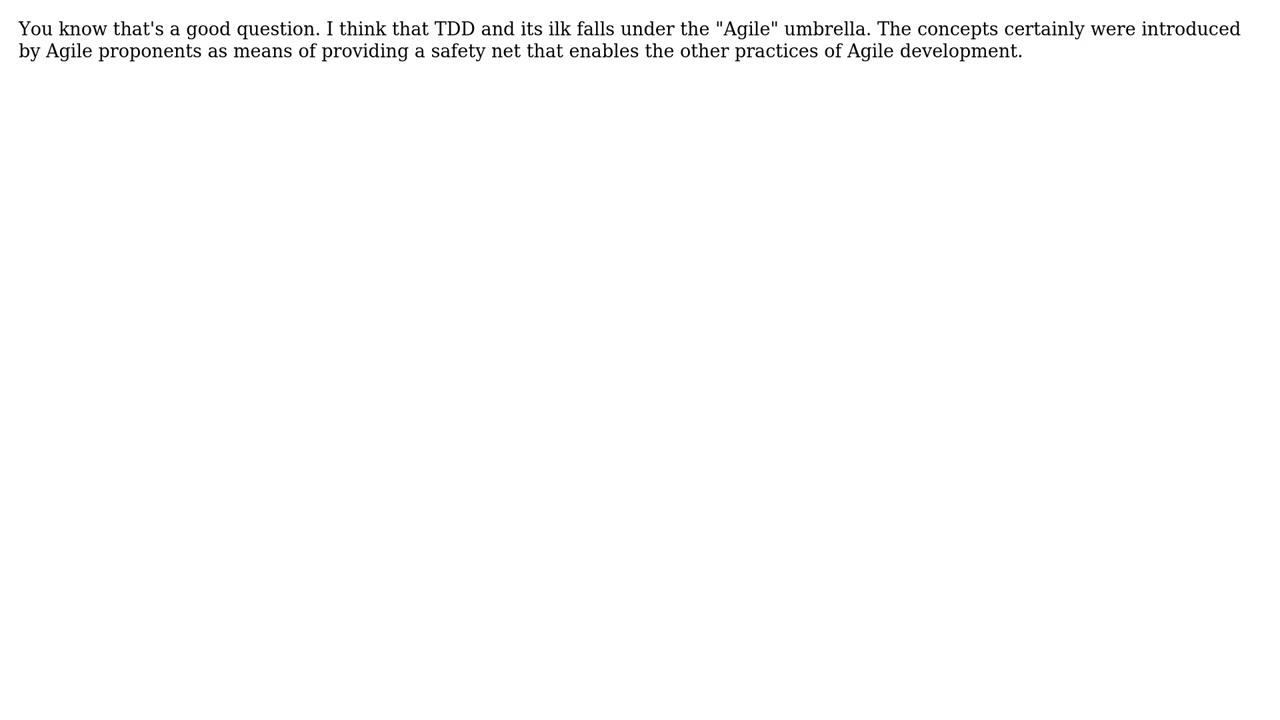 You know that's a good question. I think that TDD and its ilk falls under the "Agile" umbrella. The concepts certainly were introduced
by Agile proponents as means of providing a safety net that enables the other practices of Agile development.